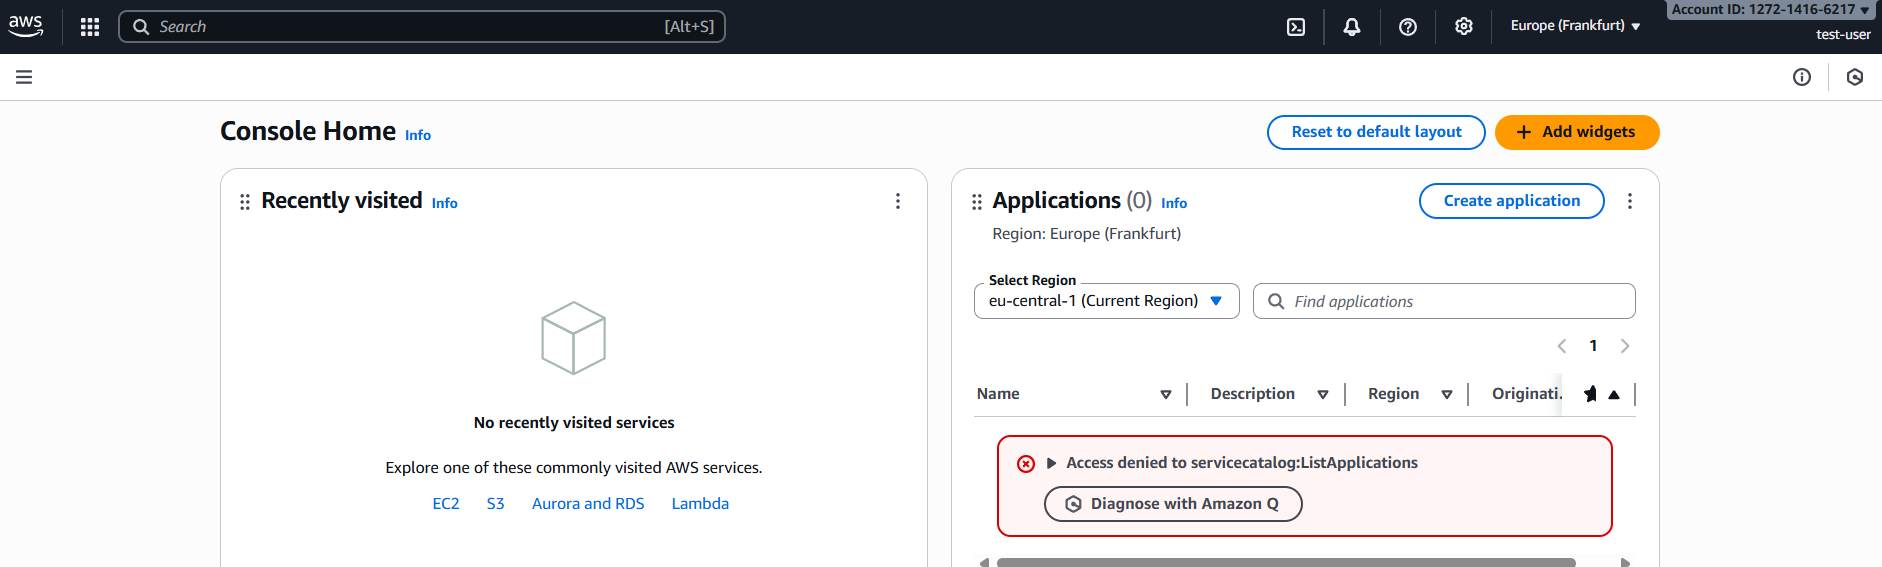 aws
Search [Alt+S]
Europe (Frankfurt)
Account ID: 1272-1416-6217
test-user
Console Home Info
Reset to default layout
Add widgets
Recently visited Info
No recently visited services
Explore one of these commonly visited AWS services.
EC2 S3 Aurora and RDS Lambda
Applications (0) Info
Create application
Region: Europe (Frankfurt)
Select Region
eu-central-1 (Current Region)
Find applications
1
Name Description Region Originati.
Access denied to servicecatalog:ListApplications
Diagnose with Amazon Q